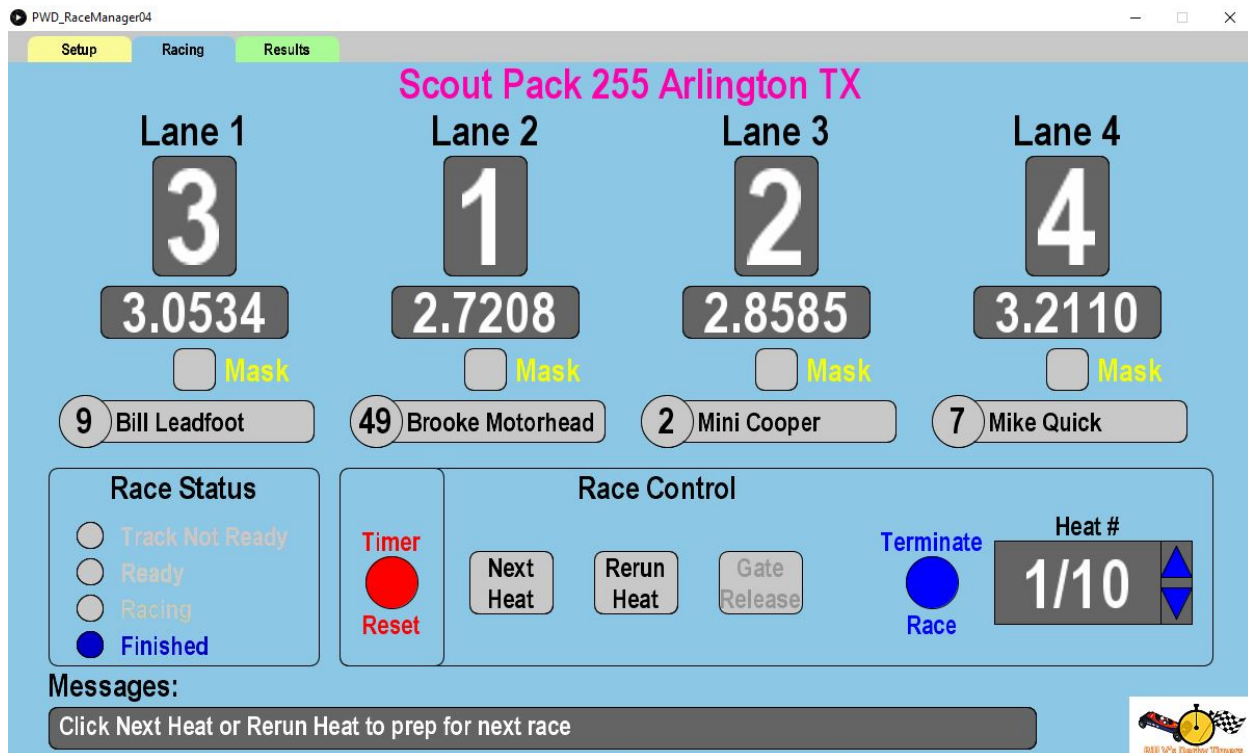 PWD_RaceManager04
Setup Racing Results
Scout Pack 255 Arlington TX
Lane 1 Lane 2 Lane 3 Lane 4
3 1 2 4
3.0534 2.7208 2.8585 3.2110
Mask Mask Mask Mask
9 Bill Leadfoot 49 Brooke Motorhead 2 Mini Cooper 7 Mike Quick
Race Status
Track Not Ready
Ready
Racing
Finished
Race Control
Timer
Reset
Next
Heat
Rerun
Heat
Gate
Release
Terminate
Race
Heat #
1/10
Messages:
Click Next Heat or Rerun Heat to prep for next race
Bill V's Derby Timers